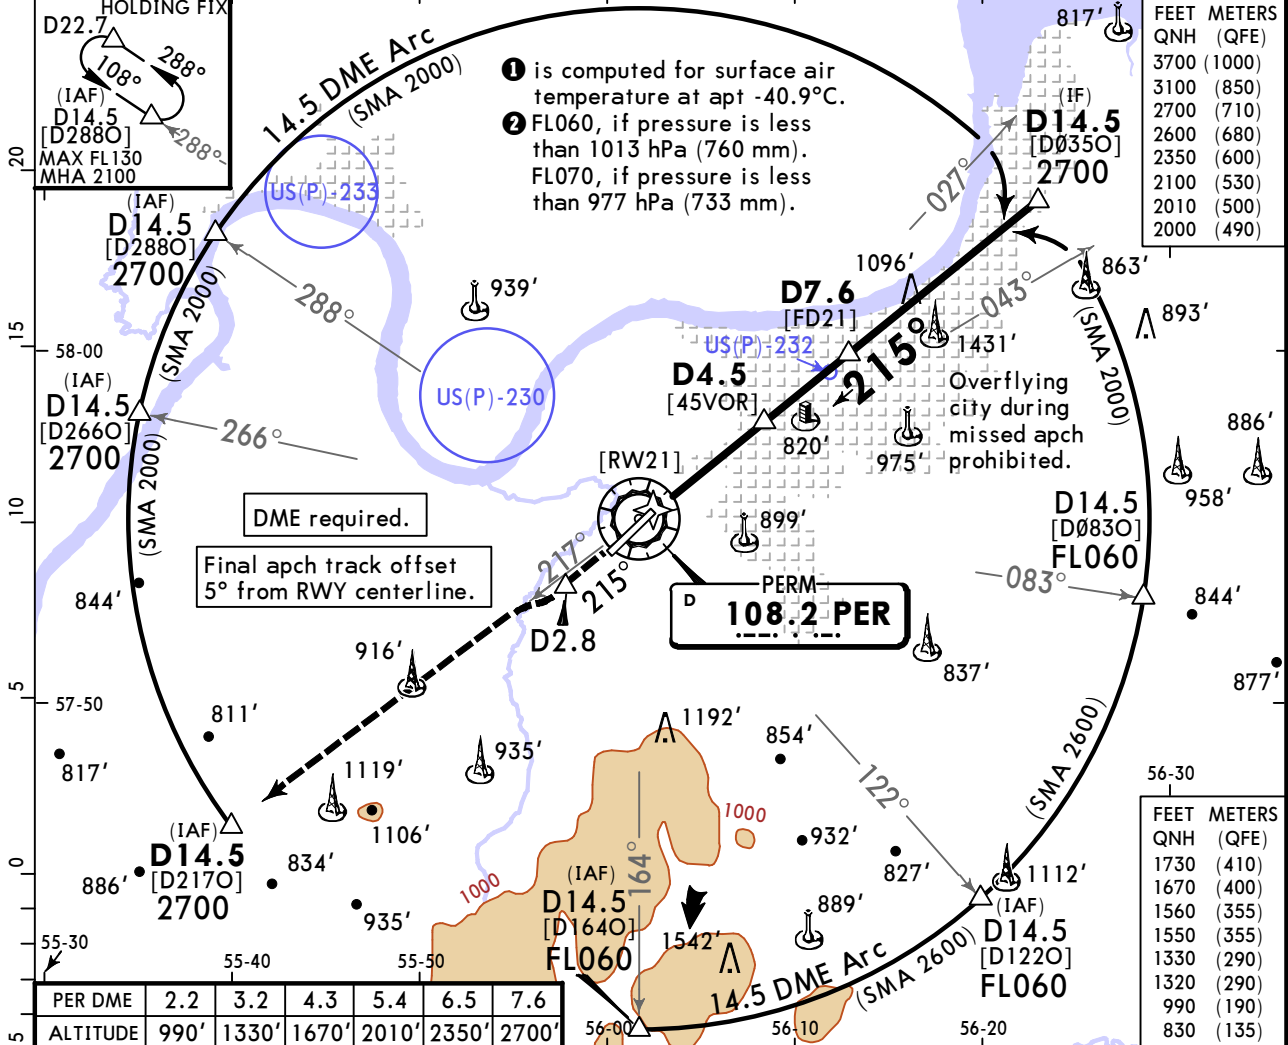 HOLDING FIX
D22.7
288°
108°
(IAF)
D14.5
[D288O]
288°
MAX FL130
MHA 2100
14.5 DME Arc
(SMA 2000)
❶ is computed for surface air
temperature at apt -40.9°C.
❷ FL060, if pressure is less
than 1013 hPa (760 mm).
FL070, if pressure is less
than 977 hPa (733 mm).
817'
FEET METERS
QNH (QFE)
3700 (1000)
3100 (850)
2700 (710)
2600 (680)
2350 (600)
2100 (530)
2010 (500)
2000 (490)
(IF)
D14.5
[DØ35O]
2700
027°
20
US(P)-233
(IAF)
D14.5
[D288O]
2700
(SMA 2000)
288°
939'
1096'
863'
043°
893'
D7.6
[FD21]
US(P)-232
215°
1431'
(SMA 2000)
15
58-00
(IAF)
D14.5
[D266O]
2700
266°
US(P)-230
D4.5
[45VOR]
820'
975'
Overflying
city during
missed apch
prohibited.
886'
958'
[RW21]
(SMA 2000)
10
DME required.
Final apch track offset
5° from RWY centerline.
899'
D14.5
[DØ83O]
FL060
083°
217°
215°
D2.8
PERM
D 108.2 PER
844'
844'
916'
837'
877'
5
57-50
811'
817'
935'
1192'
854'
1119'
1106'
122°
(SMA 2600)
56-30
1000
932'
827'
1112'
(IAF)
D14.5
[D217O]
2700
834'
886'
935'
0
1000
164°
(IAF)
D14.5
[D164O]
FL060
1542'
889'
(IAF)
D14.5
[D122O]
FL060
14.5 DME Arc
(SMA 2600)
FEET METERS
QNH (QFE)
1730 (410)
1670 (400)
1560 (355)
1550 (355)
1330 (290)
1320 (290)
990 (190)
830 (135)
55-30
55-40
55-50
56-00
56-10
56-20
5
PER DME 2.2 3.2 4.3 5.4 6.5 7.6
ALTITUDE 990' 1330' 1670' 2010' 2350' 2700'